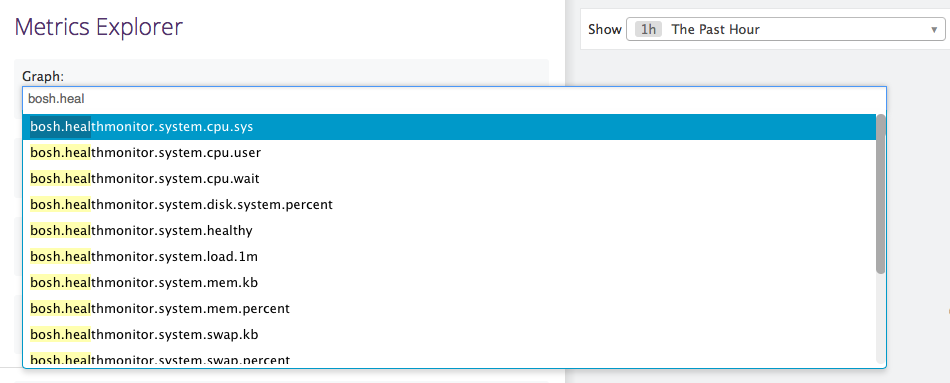 Metrics Explorer
Show 1h The Past Hour
Graph:
bosh.heal
bosh.healthmonitor.system.cpu.sys
bosh.healthmonitor.system.cpu.user
bosh.healthmonitor.system.cpu.wait
bosh.healthmonitor.system.disk.system.percent
bosh.healthmonitor.system.healthy
bosh.healthmonitor.system.load.1m
bosh.healthmonitor.system.mem.kb
bosh.healthmonitor.system.mem.percent
bosh.healthmonitor.system.swap.kb
bosh.healthmonitor.system.swap.percent